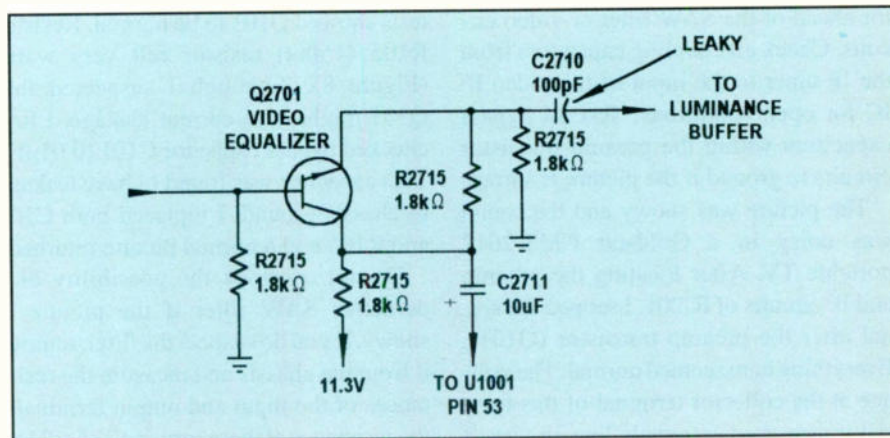 C2710
100pF
LEAKY
TO
LUMINANCE
BUFFER
Q2701
VIDEO
EQUALIZER
R2715
1.8kΩ
R2715
1.8kΩ
R2715
1.8kΩ
R2715
1.8kΩ
C2711
+ 10uF
11.3V
TO U1001
PIN 53